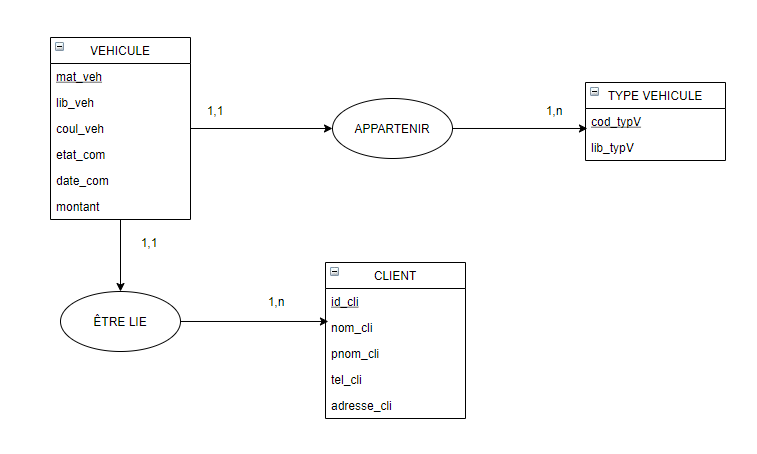 VEHICULE
mat_veh
lib_veh
coul_veh
etat_com
date_com
montant
1,1
APPARTENIR
1,n
TYPE VEHICULE
cod_typV
lib_typV
1,1
ÊTRE LIE
1,n
CLIENT
id_cli
nom_cli
pnom_cli
tel_cli
adresse_cli